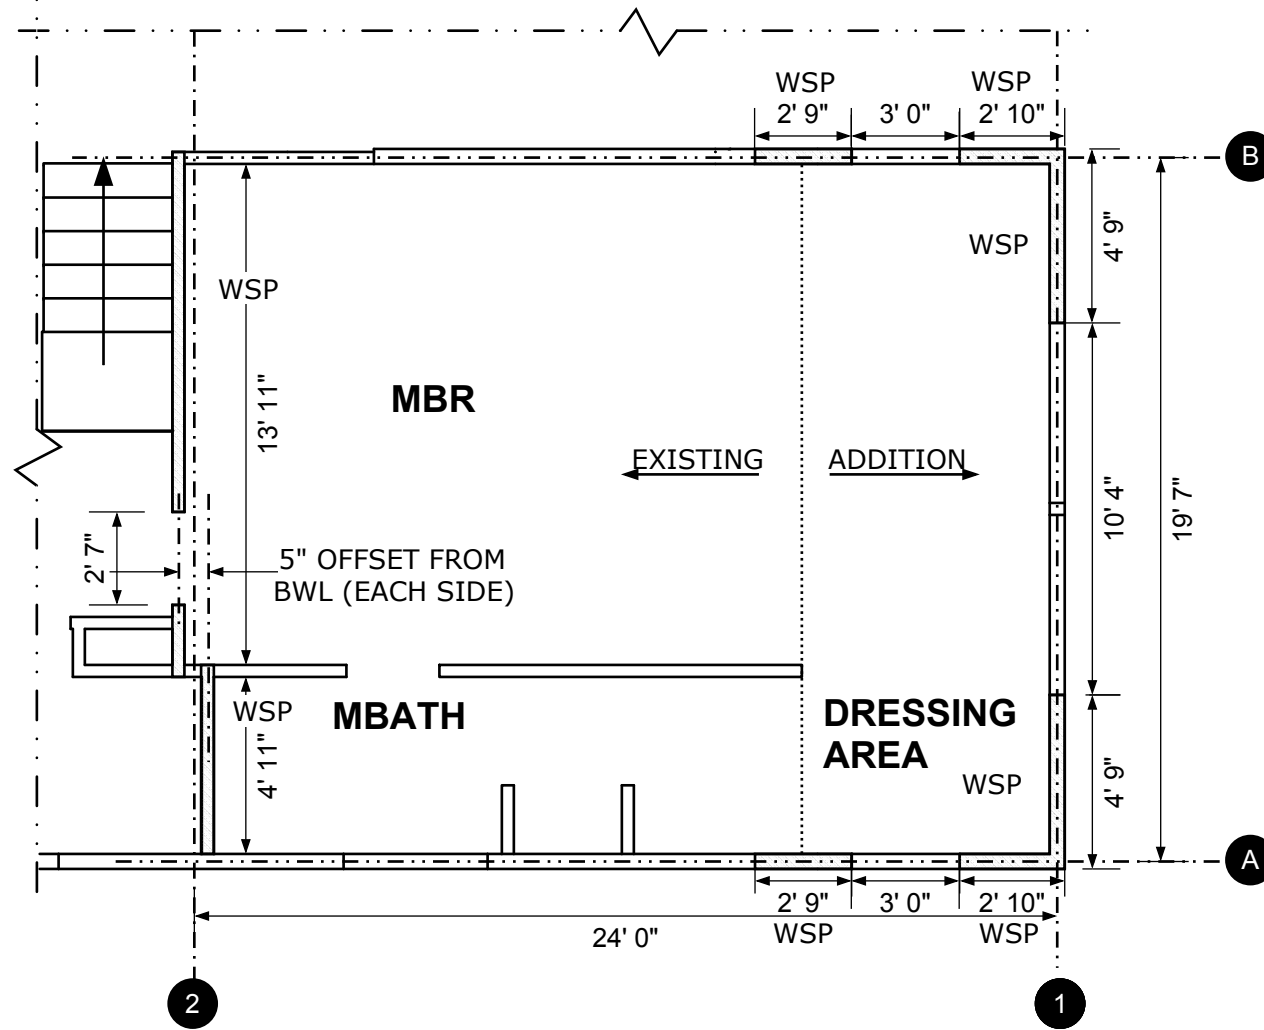 WSP WSP
2' 9" 3' 0" 2' 10"
B
WSP
4' 9"
WSP
13' 11"
MBR
EXISTING ADDITION
10' 4"
19' 7"
2' 7"
5" OFFSET FROM
BWL (EACH SIDE)
WSP
4' 11"
MBATH
DRESSING
AREA
WSP
4' 9"
A
2' 9" 3' 0" 2' 10"
WSP WSP
24' 0"
2 1